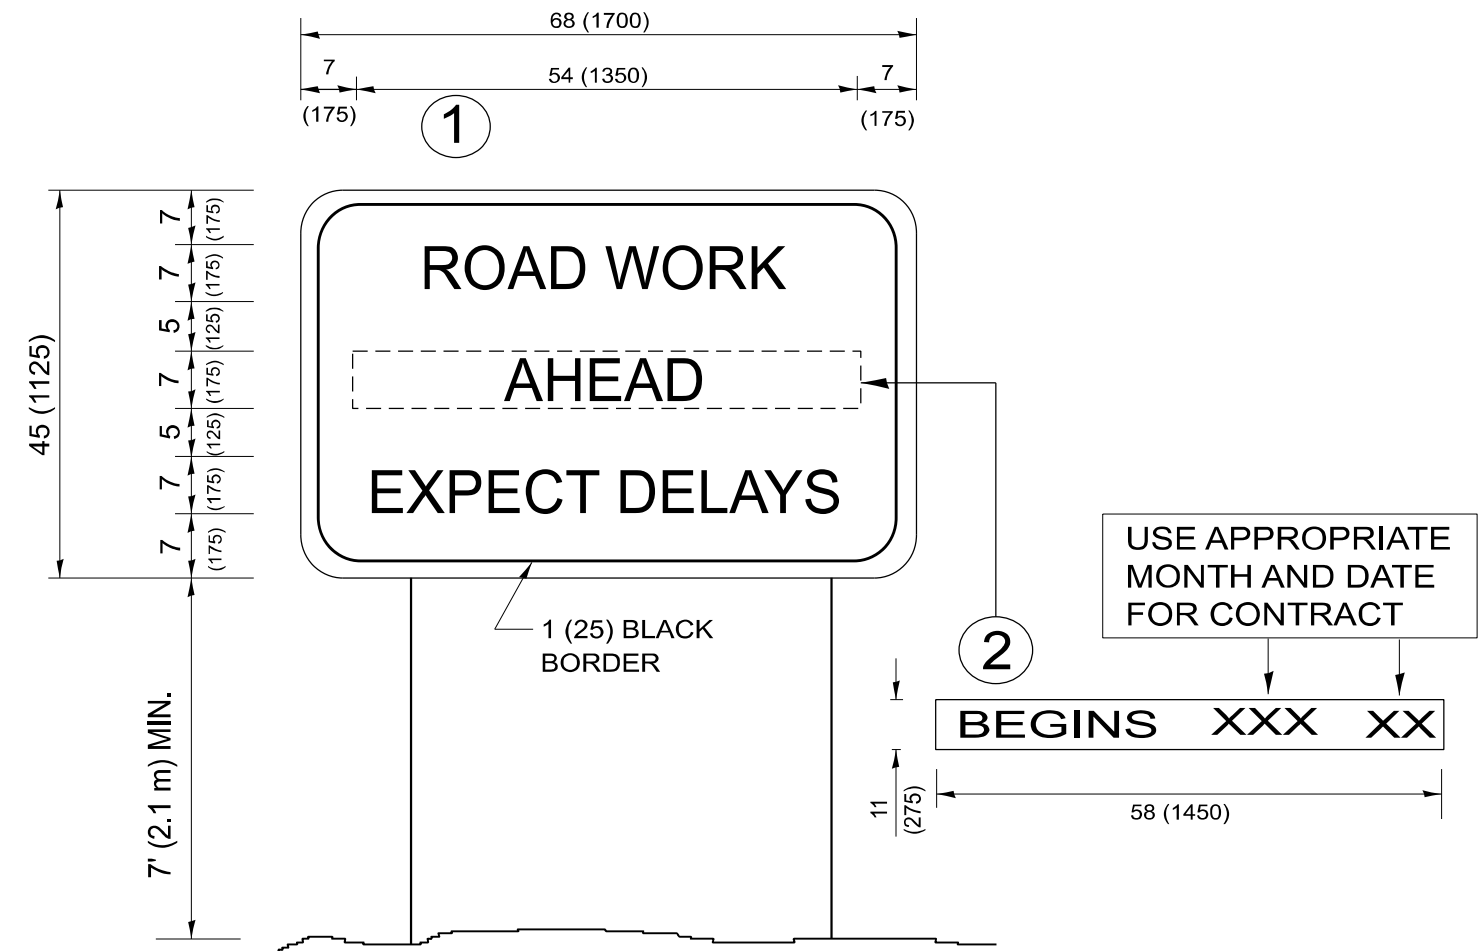 68 (1700)
7
54 (1350)
7
(175)
(175)
1
7 (175)
7 (175)
5 (125)
7 (175)
5 (125)
7 (175)
7 (175)
45 (1125)
ROAD WORK
AHEAD
EXPECT DELAYS
1 (25) BLACK
BORDER
7' (2.1 m) MIN.
USE APPROPRIATE
MONTH AND DATE
FOR CONTRACT
2
BEGINS XXX XX
11
(275)
58 (1450)